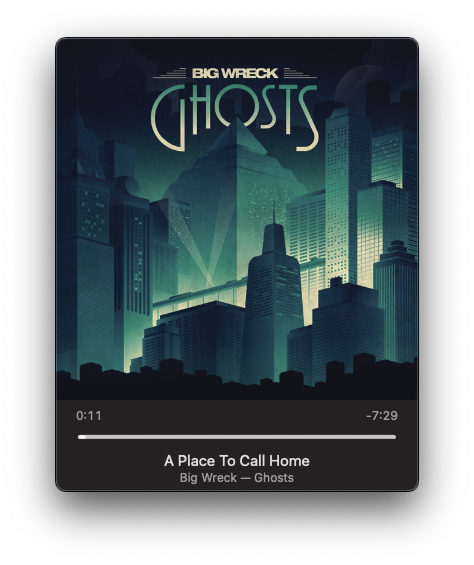 BIG WRECK
GHOSTS
0:11 -7:29
A Place To Call Home
Big Wreck — Ghosts